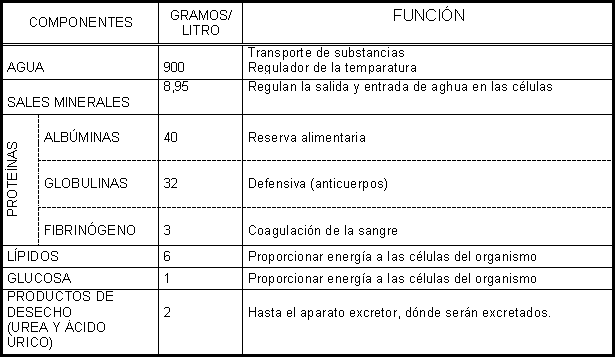 COMPONENTES
GRAMOS/
LITRO
FUNCIÓN
AGUA
900
Transporte de substancias
Regulador de la temparatura
SALES MINERALES
8,95
Regulan la salida y entrada de aghua en las células
PROTEÍNAS
ALBÚMINAS
40
Reserva alimentaria
GLOBULINAS
32
Defensiva (anticuerpos)
FIBRINÓGENO
3
Coagulación de la sangre
LÍPIDOS
6
Proporcionar energía a las células del organismo
GLUCOSA
1
Proporcionar energía a las células del organismo
PRODUCTOS DE
DESECHO
(UREA Y ÁCIDO
ÚRICO)
2
Hasta el aparato excretor, dónde serán excretados.